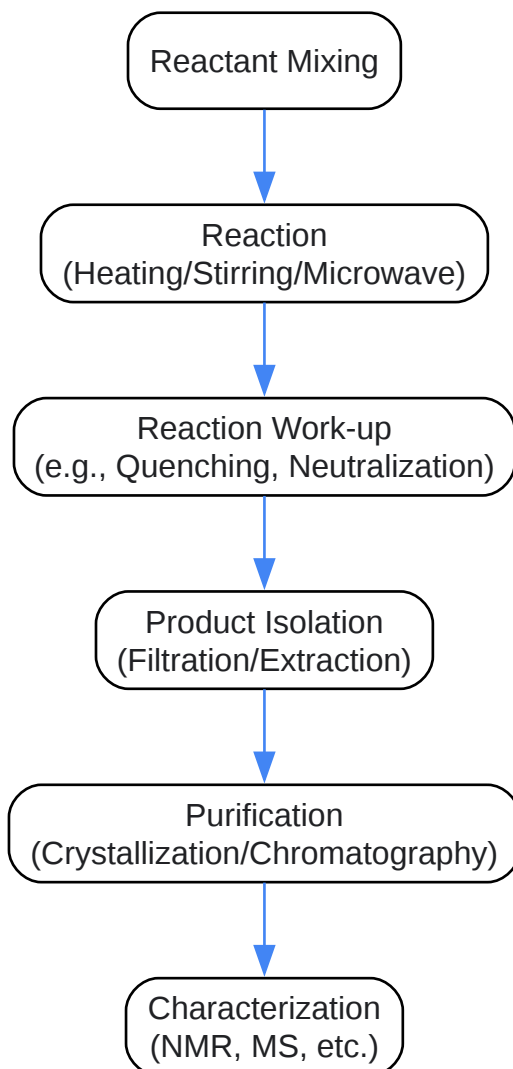 Reactant Mixing
Reaction
(Heating/Stirring/Microwave)
Reaction Work-up
(e.g., Quenching, Neutralization)
Product Isolation
(Filtration/Extraction)
Purification
(Crystallization/Chromatography)
Characterization
(NMR, MS, etc.)